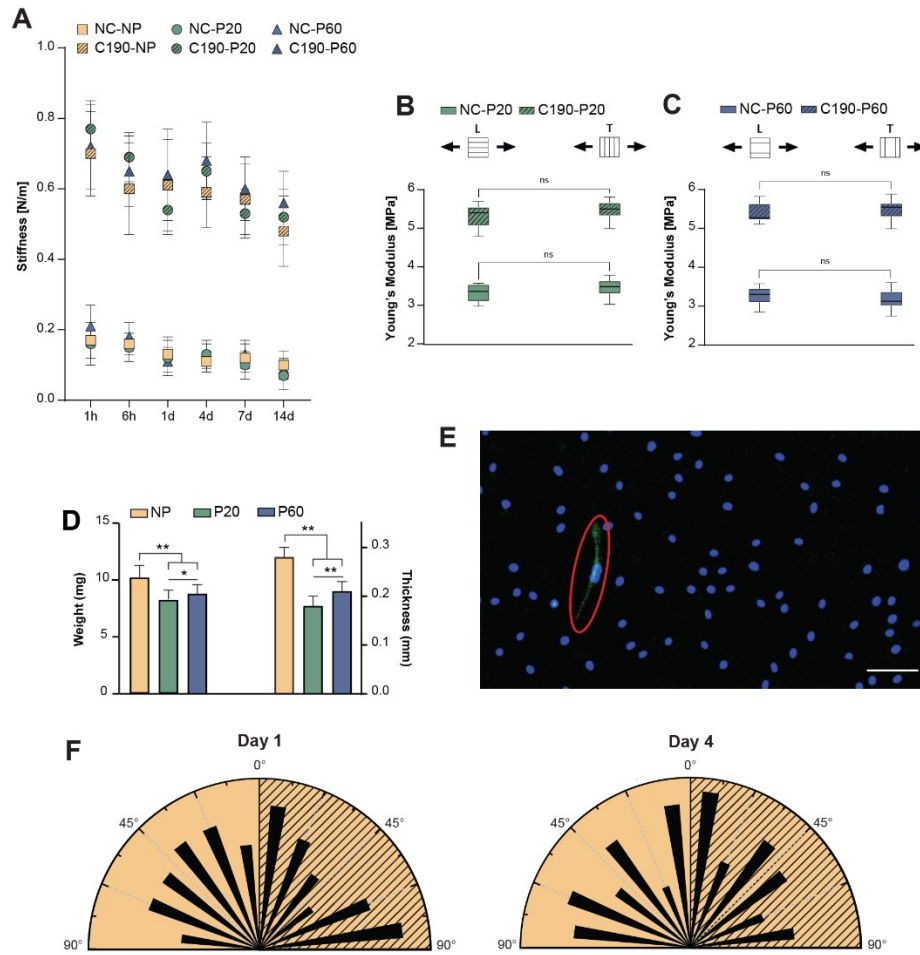 A
NC-NP NC-P20 NC-P60
C190-NP C190-P20 C190-P60
Stiffness [N/m]
1.0
0.8
0.6
0.4
0.2
0.0
1h 6h 1d 4d 7d 14d
B
NC-P20 C190-P20
L T
Young's Modulus [MPa]
6
5
4
3
2
ns
ns
C
NC-P60 C190-P60
L T
Young's Modulus [MPa]
6
5
4
3
2
ns
ns
D
NP P20 P60
Weight (mg)
15
10
5
0
** **
* **
0.3
0.2
0.1
0.0
Thickness (mm)
E
F
Day 1
0°
45° 45°
90° 90°
Day 4
0°
45° 45°
90° 90°